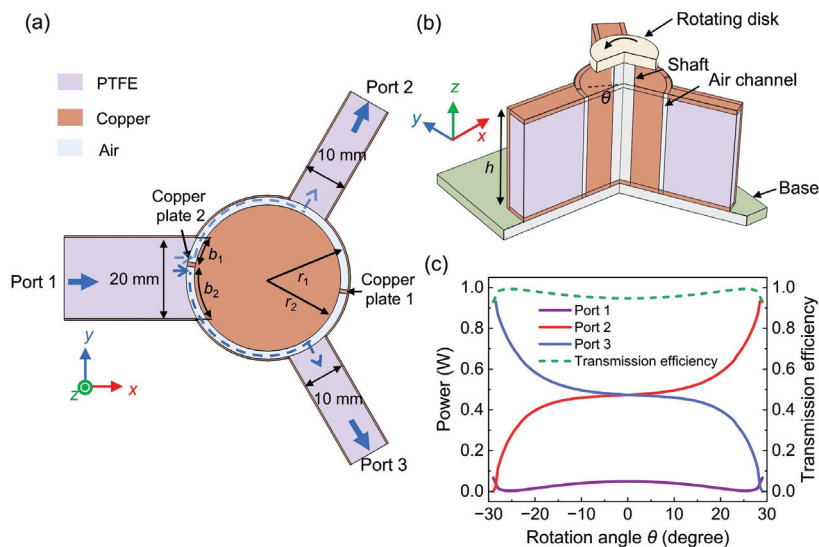 (a)
PTFE
Copper
Air
Port 2
10 mm
Copper
plate 2
b1
b2
r1
r2
20 mm
Port 1
Copper
plate 1
10 mm
Port 3
y
z
x
(b)
Rotating disk
Shaft
Air channel
θ
z
y
x
h
Base
(c)
Power (W)
1.0
0.8
0.6
0.4
0.2
0.0
Port 1
Port 2
Port 3
Transmission efficiency
1.0
0.8
0.6
0.4
0.2
0.0
Transmission efficiency
−30 −20 −10 0 10 20 30
Rotation angle θ (degree)